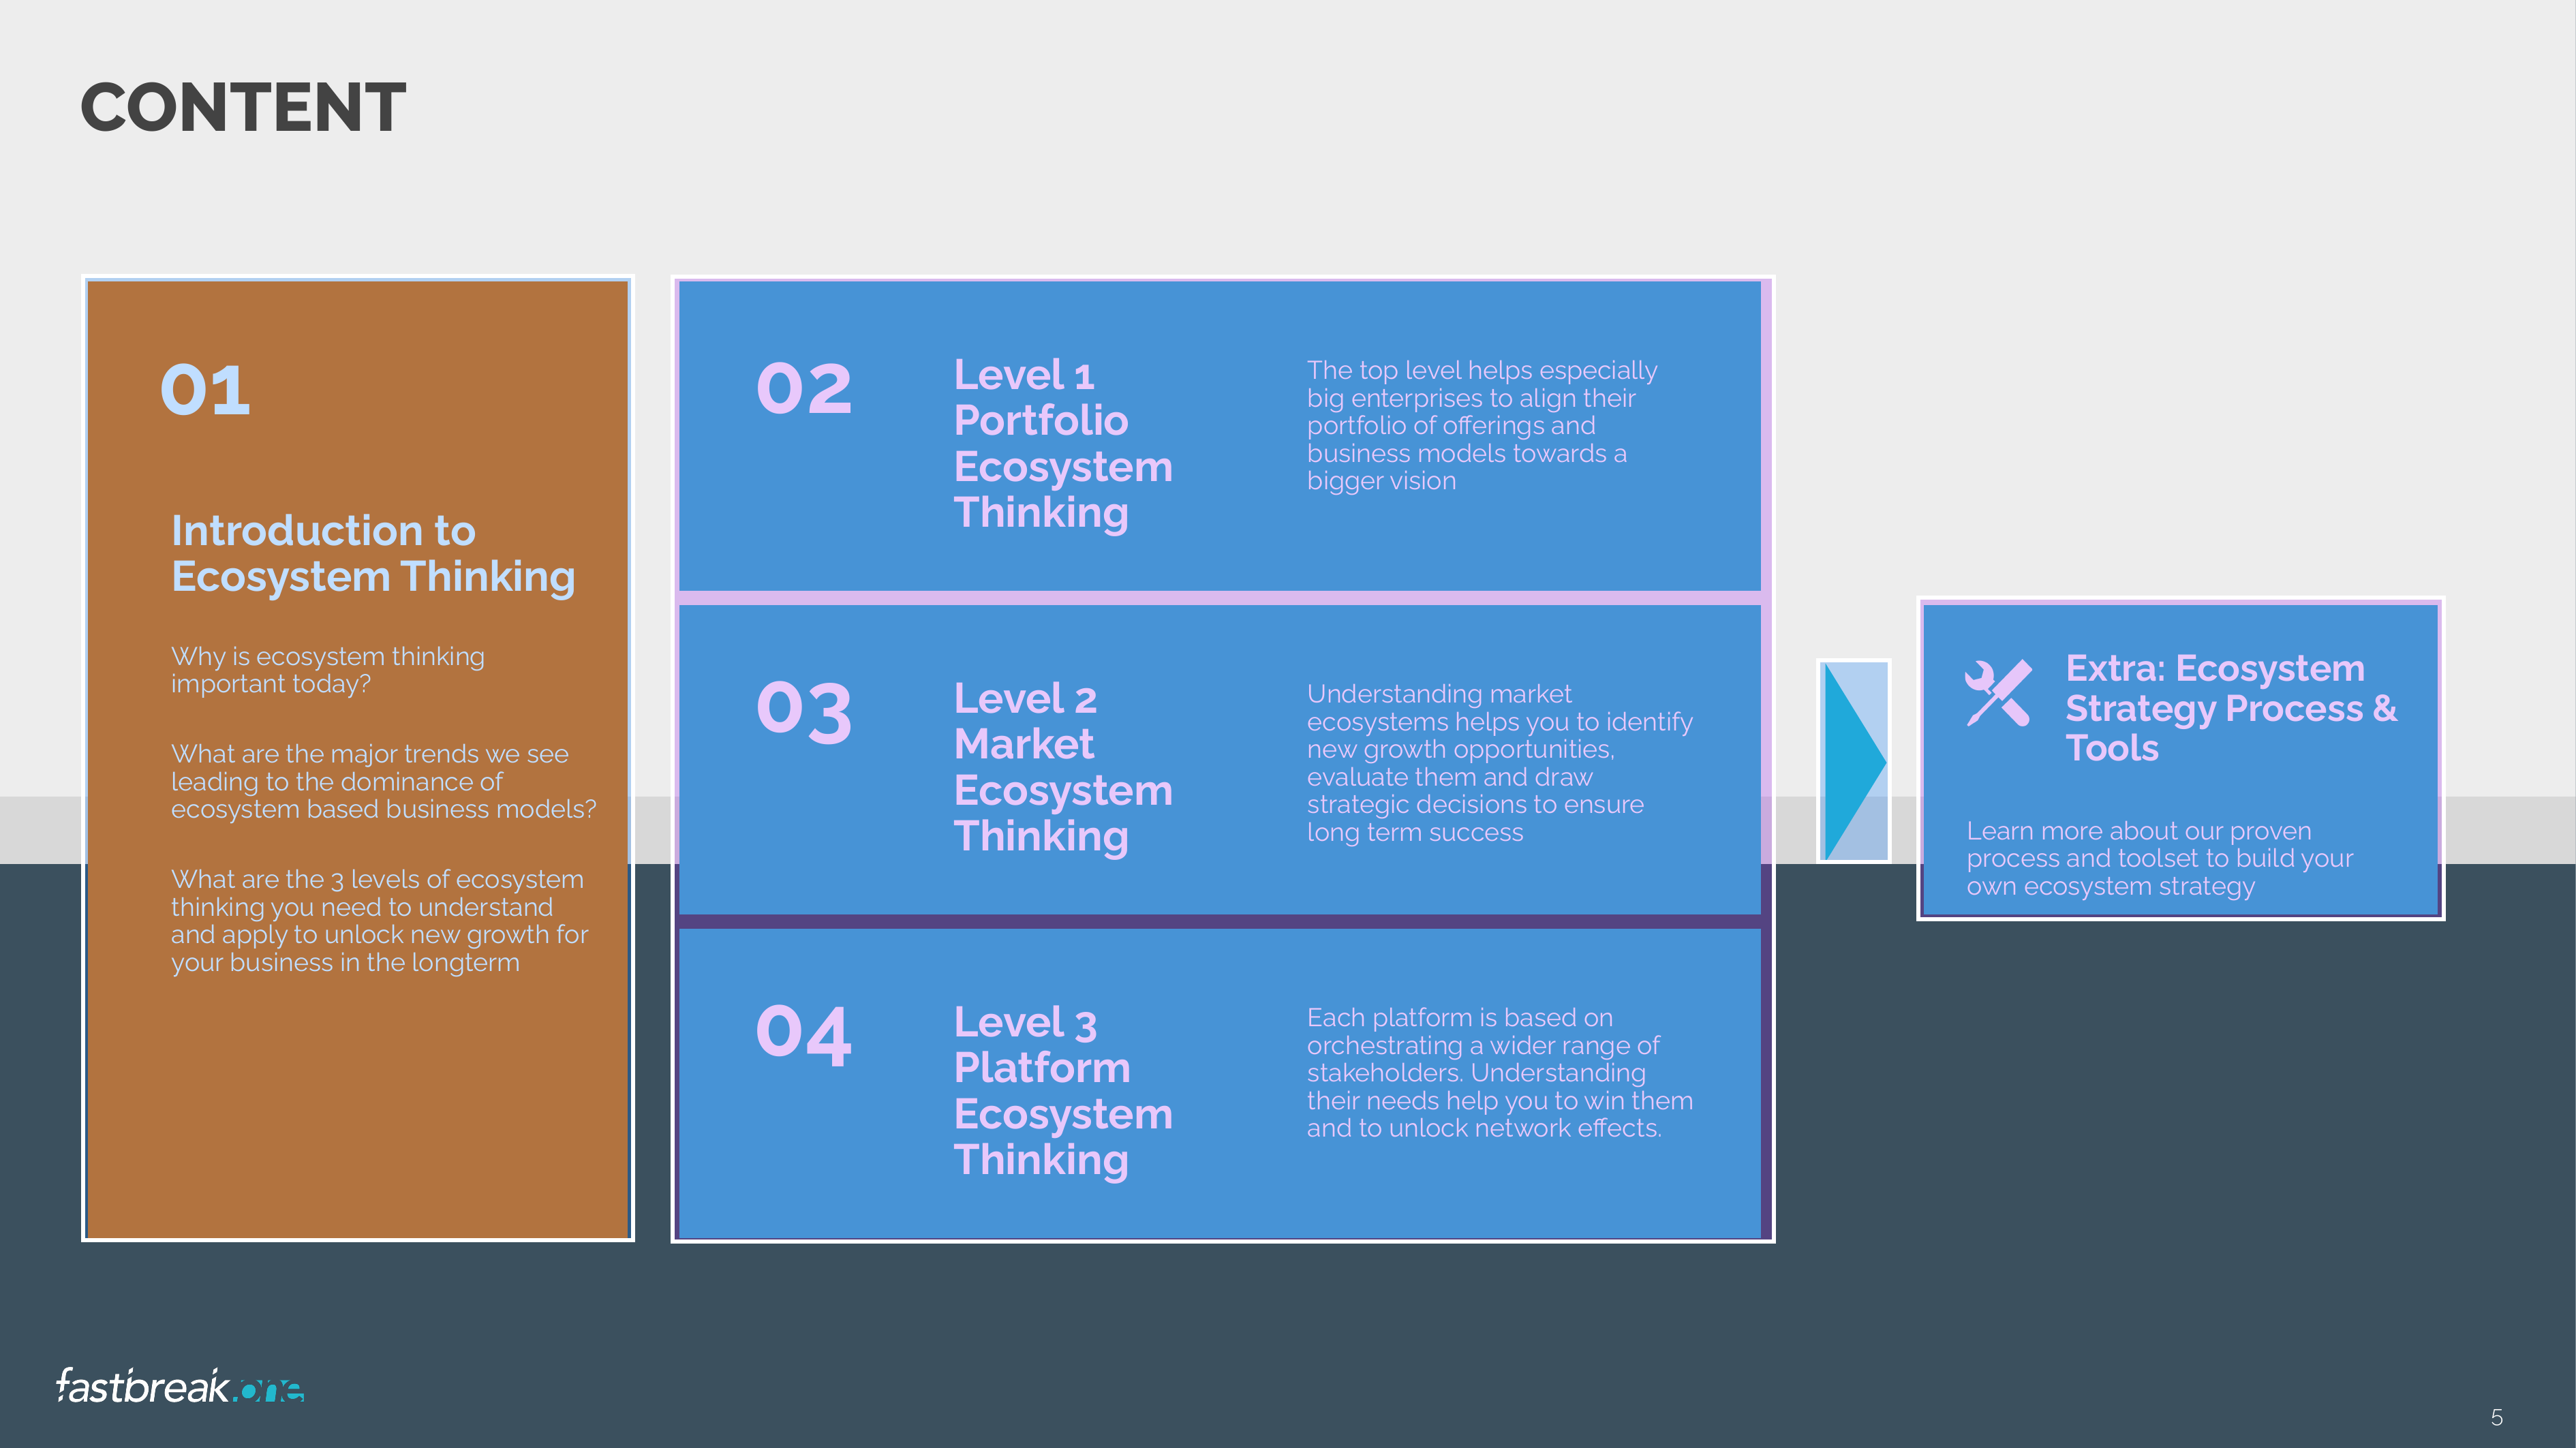 CONTENT
01
Introduction to
Ecosystem Thinking
Why is ecosystem thinking
important today?
What are the major trends we see
leading to the dominance of
ecosystem based business models?
What are the 3 levels of ecosystem
thinking you need to understand
and apply to unlock new growth for
your business in the longterm
02
Level 1
Portfolio
Ecosystem
Thinking
The top level helps especially
big enterprises to align their
portfolio of offerings and
business models towards a
bigger vision
03
Level 2
Market
Ecosystem
Thinking
Understanding market
ecosystems helps you to identify
new growth opportunities,
evaluate them and draw
strategic decisions to ensure
long term success
04
Level 3
Platform
Ecosystem
Thinking
Each platform is based on
orchestrating a wider range of
stakeholders. Understanding
their needs help you to win them
and to unlock network effects.
Extra: Ecosystem
Strategy Process &
Tools
Learn more about our proven
process and toolset to build your
own ecosystem strategy
fastbreak.one
5